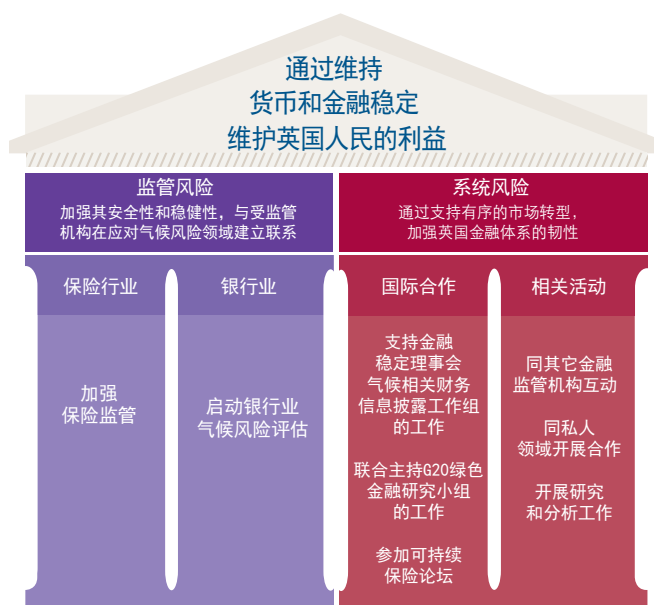 通过维持
货币和金融稳定
维护英国人民的利益
监管风险
加强其安全性和稳健性，与受监管
机构在应对气候风险领域建立联系
系统风险
通过支持有序的市场转型，
加强英国金融体系的韧性
保险行业
加强
保险监管
银行业
启动银行业
气候风险评估
国际合作
支持金融
稳定理事会
气候相关财务
信息披露工作组
的工作
联合主持G20绿色
金融研究小组
的工作
参加可持续
保险论坛
相关活动
同其它金融
监管机构互动
同私人
领域开展合作
开展研究
和分析工作